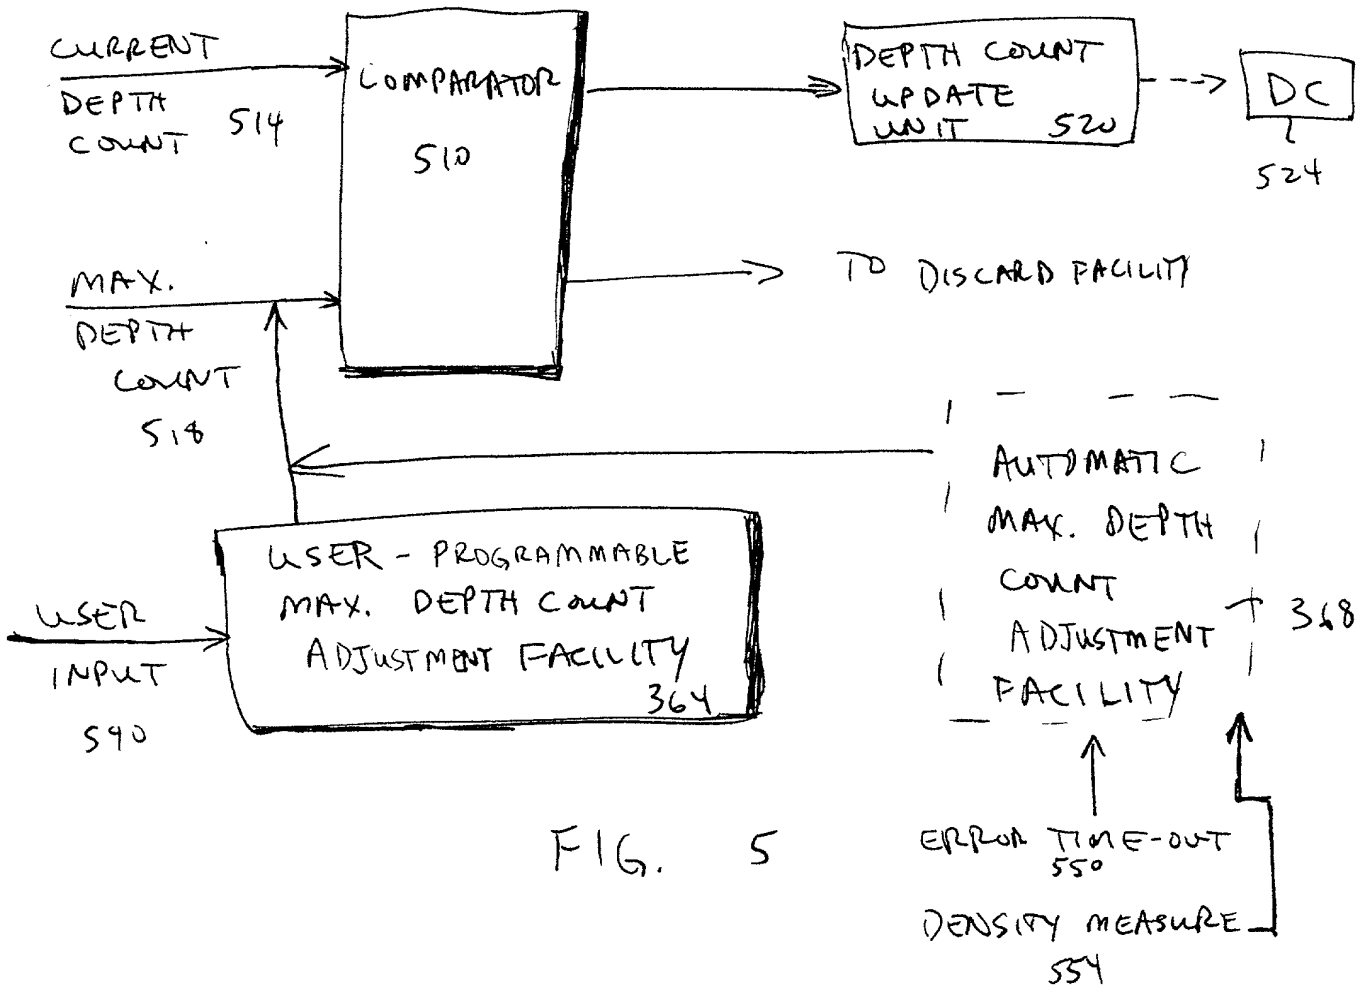 CURRENT
DEPTH
COUNT 514
COMPARATOR
510
DEPTH COUNT
UPDATE
UNIT 520
DC
524
MAX.
DEPTH
COUNT
518
TO DISCARD FACILITY
AUTOMATIC
MAX. DEPTH
COUNT
ADJUSTMENT
FACILITY
368
USER-PROGRAMMABLE
MAX. DEPTH COUNT
ADJUSTMENT FACILITY
364
USER
INPUT
540
FIG. 5
ERROR TIME-OUT
550
DENSITY MEASURE
554